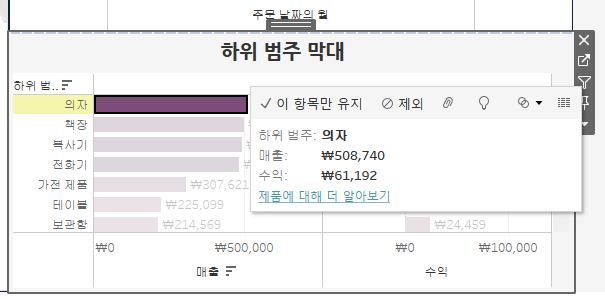 주문 날짜의 월
하위 범주 막대
하위 범..
의자
이 항목만 유지
제외
하위 범주: 의자
매출: ₩508,740
수익: ₩61,192
제품에 대해 더 알아보기
책장
복사기
전화기
가전 제품 ₩307,621
테이블 ₩225,099
보관함 ₩214,569 ₩24,459
₩0 ₩500,000 ₩0 ₩100,000
매출 수익